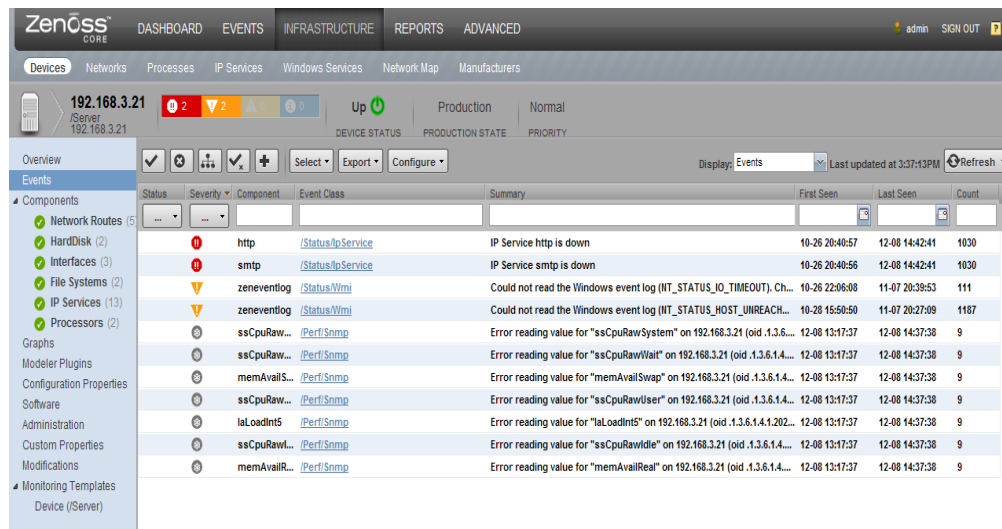 Zenōss
CORE
DASHBOARD EVENTS INFRASTRUCTURE REPORTS ADVANCED
admin SIGN OUT ?
Devices Networks Processes IP Services Windows Services Network Map Manufacturers
192.168.3.21
/Server
192.168.3.21
2 2 0
Up
DEVICE STATUS
Production
PRODUCTION STATE
Normal
PRIORITY
Overview
Events
Components
Network Routes (5
HardDisk (2)
Interfaces (3)
File Systems (2)
IP Services (13)
Processors (2)
Graphs
Modeler Plugins
Configuration Properties
Software
Administration
Custom Properties
Modifications
Monitoring Templates
Device (/Server)
Select Export Configure
Display: Events Last updated at 3:37:13PM Refresh
Status Severity Component Event Class Summary First Seen Last Seen Count
... ...
http /Status/IpService IP Service http is down 10-26 20:40:57 12-08 14:42:41 1030
smtp /Status/IpService IP Service smtp is down 10-26 20:40:56 12-08 14:42:41 1030
zeneventlog /Status/Wmi Could not read the Windows event log (NT_STATUS_IO_TIMEOUT). Ch... 10-26 22:06:08 11-07 20:39:53 111
zeneventlog /Status/Wmi Could not read the Windows event log (NT_STATUS_HOST_UNREACH... 10-28 15:50:50 11-07 20:27:09 1187
ssCpuRaw... /Perf/Snmp Error reading value for "ssCpuRawSystem" on 192.168.3.21 (oid .1.3.6.1.4... 12-08 13:17:37 12-08 14:37:38 9
ssCpuRaw... /Perf/Snmp Error reading value for "ssCpuRawWait" on 192.168.3.21 (oid .1.3.6.1.4.... 12-08 13:17:37 12-08 14:37:38 9
memAvailS... /Perf/Snmp Error reading value for "memAvailSwap" on 192.168.3.21 (oid .1.3.6.1.4... 12-08 13:17:37 12-08 14:37:38 9
ssCpuRaw... /Perf/Snmp Error reading value for "ssCpuRawUser" on 192.168.3.21 (oid .1.3.6.1.4... 12-08 13:17:37 12-08 14:37:38 9
laLoadInt5 /Perf/Snmp Error reading value for "laLoadInt5" on 192.168.3.21 (oid .1.3.6.1.4.1.202... 12-08 13:17:37 12-08 14:37:38 9
ssCpuRawI... /Perf/Snmp Error reading value for "ssCpuRawIdle" on 192.168.3.21 (oid .1.3.6.1.4.... 12-08 13:17:37 12-08 14:37:38 9
memAvailR... /Perf/Snmp Error reading value for "memAvailReal" on 192.168.3.21 (oid .1.3.6.1.4.... 12-08 13:17:37 12-08 14:37:38 9